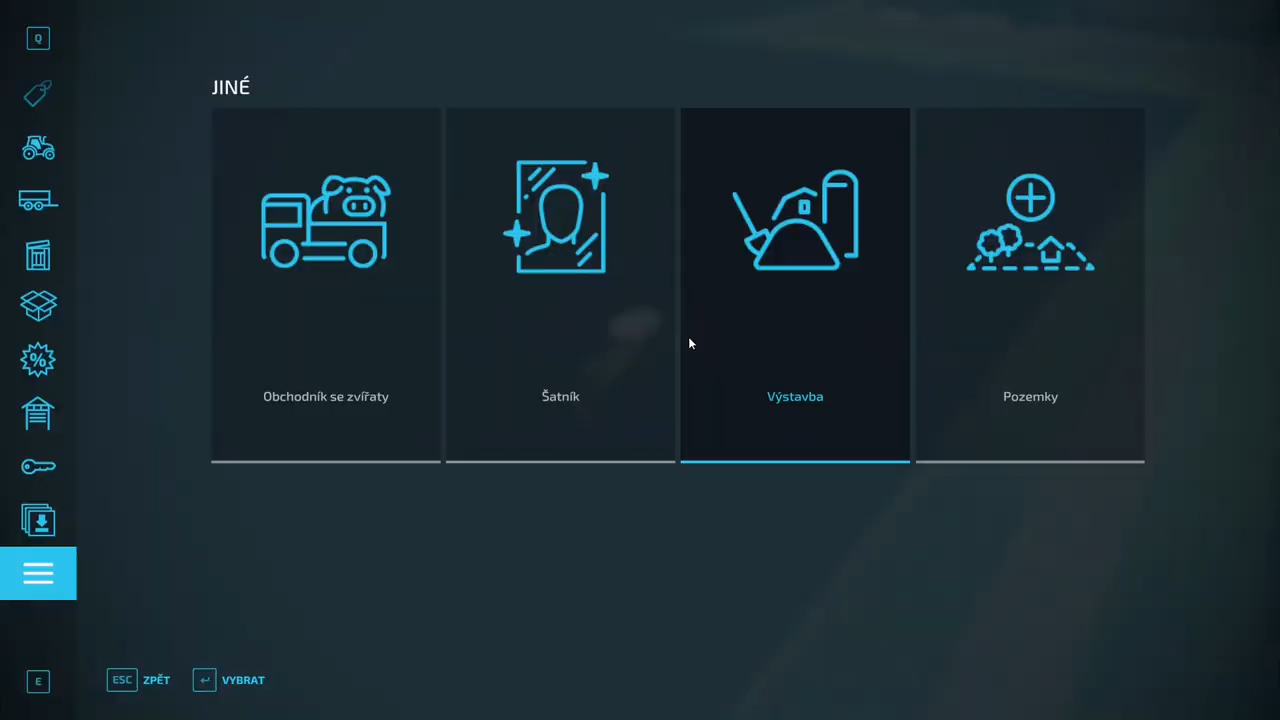 Q
JINÉ
%
Obchodník se zvířaty
Šatník
Výstavba
Pozemky
E
ESC ZPĚT
VYBRAT